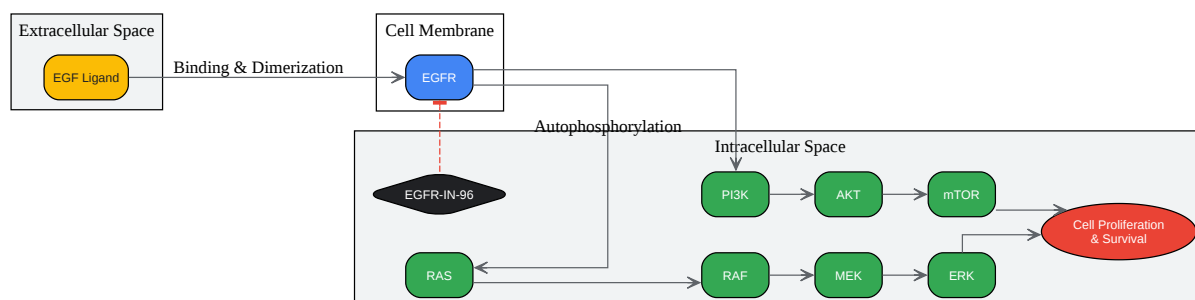 Extracellular Space
Cell Membrane
EGF Ligand
Binding & Dimerization
EGFR
Autophosphorylation
Intracellular Space
EGFR-IN-96
PI3K
AKT
mTOR
Cell Proliferation
& Survival
RAS
RAF
MEK
ERK